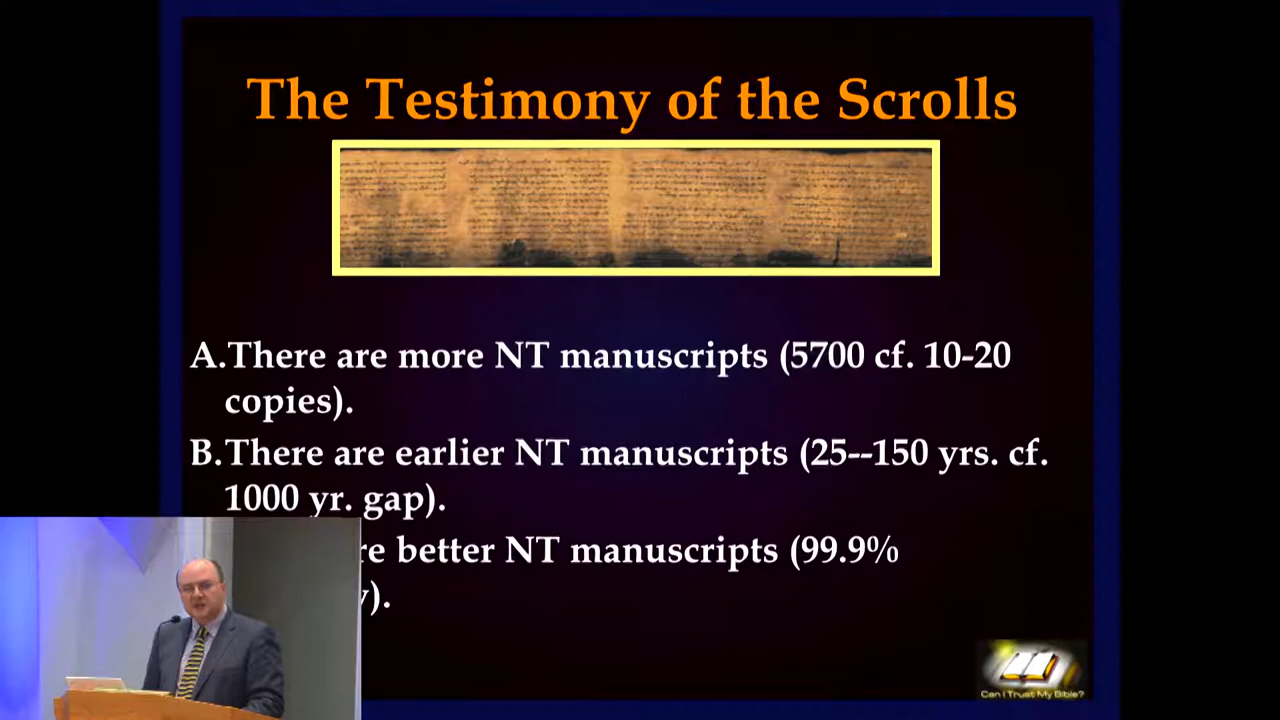 The Testimony of the Scrolls
A.There are more NT manuscripts (5700 cf. 10-20
copies).
B.There are earlier NT manuscripts (25--150 yrs. cf.
1000 yr. gap).
better NT manuscripts (99.9%
Can I Trust My Bible?